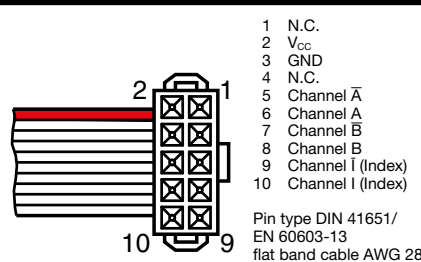 2 1
10 9
1 N.C.
2 V_CC
3 GND
4 N.C.
5 Channel A̅
6 Channel A
7 Channel B̅
8 Channel B
9 Channel I̅ (Index)
10 Channel I (Index)
Pin type DIN 41651/
EN 60603-13
flat band cable AWG 28